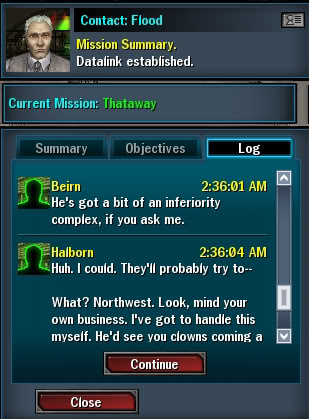 Contact: Flood
Mission Summary.
Datalink established.
Current Mission: Thataway
Summary Objectives Log
Beirn 2:36:01 AM
He's got a bit of an inferiority
complex, if you ask me.
Halborn 2:36:04 AM
Huh. I could. They'll probably try to--
What? Northwest. Look, mind your
own business. I've got to handle this
myself. He'd see you clowns coming a
Continue
Close